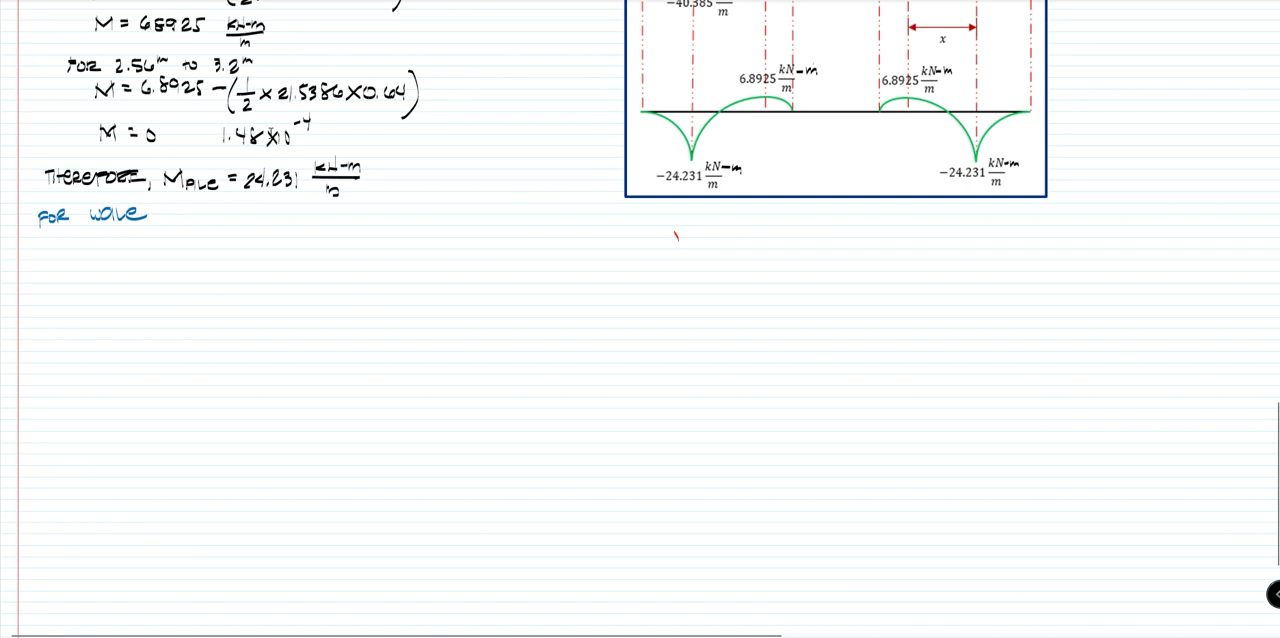 M = 6.8925 kN-m/m
FOR 2.56m TO 3.2m
M = 6.8925 - (1/2 × 21.5386 × 0.64)
M = 0 1.48×10^-4
THEREFORE, M = 24.231 kN-m/m
FOR
-40.385 /m
x
6.8925 kN-m/m
6.8925 kN-m/m
-24.231 kN-m/m
-24.231 kN-m/m